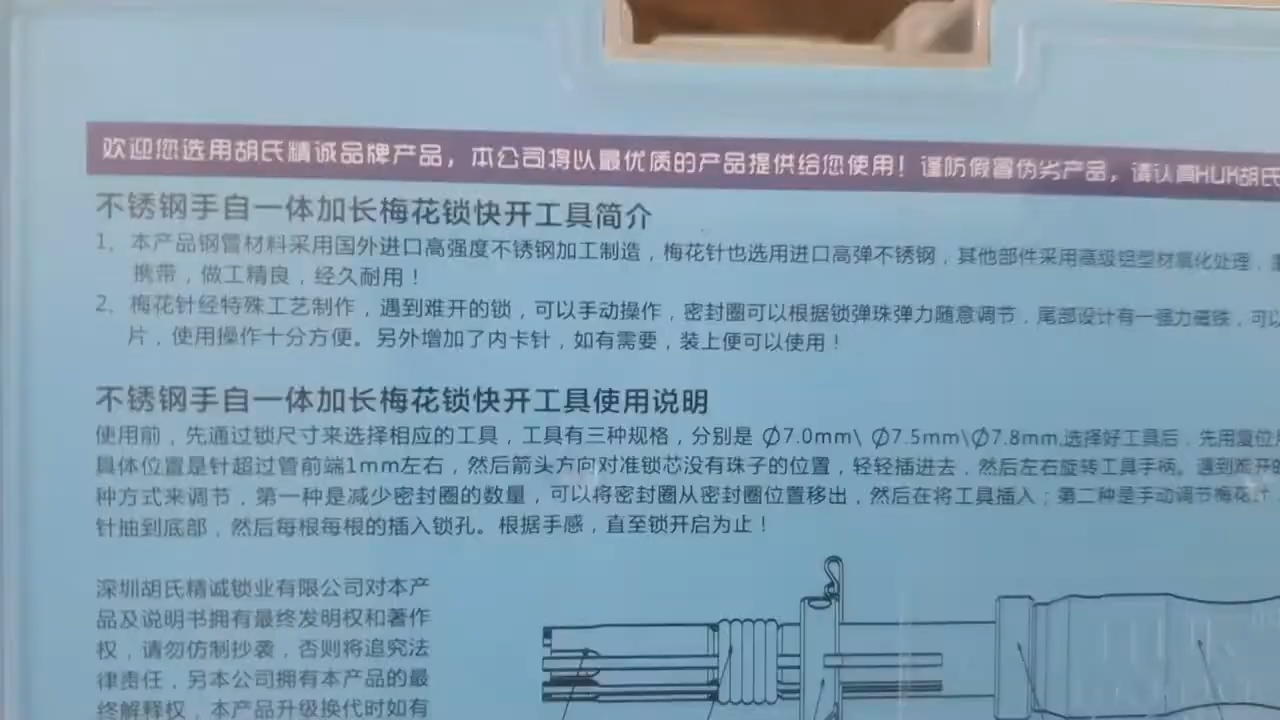 欢迎您选用胡氏精诚品牌产品，本公司将以最优质的产品提供给您使用！谨防假冒伪劣产品，请认真HUK胡氏
不锈钢手自一体加长梅花锁快开工具简介
1、本产品钢管材料采用国外进口高强度不锈钢加工制造，梅花针也选用进口高弹不锈钢，其他部件采用高级铝型材氧化处理，
携带，做工精良，经久耐用！
2、梅花针经特殊工艺制作，遇到难开的锁，可以手动操作，密封圈可以根据锁弹珠弹力随意调节，尾部设计有一强力磁铁，可以
片，使用操作十分方便。另外增加了内卡针，如有需要，装上便可以使用！
不锈钢手自一体加长梅花锁快开工具使用说明
使用前，先通过锁尺寸来选择相应的工具，工具有三种规格，分别是 Ø7.0mm\ Ø7.5mm\Ø7.8mm,选择好工具后，先用复位
具体位置是针超过管前端1mm左右，然后箭头方向对准锁芯没有珠子的位置，轻轻插进去，然后左右旋转工具手柄。遇到难开的
种方式来调节，第一种是减少密封圈的数量，可以将密封圈从密封圈位置移出，然后在将工具插入；第二种是手动调节梅花针，
针抽到底部，然后每根每根的插入锁孔。根据手感，直至锁开启为止！
深圳胡氏精诚锁业有限公司对本产
品及说明书拥有最终发明权和著作
权，请勿仿制抄袭，否则将追究法
律责任，另本公司拥有本产品的最
终解释权，本产品升级换代时如有